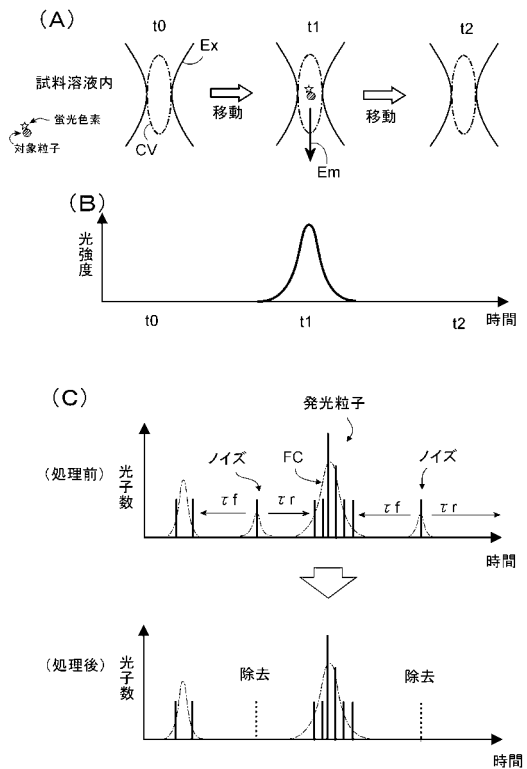 (A)
t0
t1
t2
Ex
試料溶液内
移動
移動
蛍光色素
対象粒子
CV
Em
(B)
光強度
t0
t1
t2
時間
(C)
発光粒子
(処理前)
光子数
ノイズ
FC
ノイズ
τf
τr
τf
τr
時間
(処理後)
光子数
除去
除去
時間